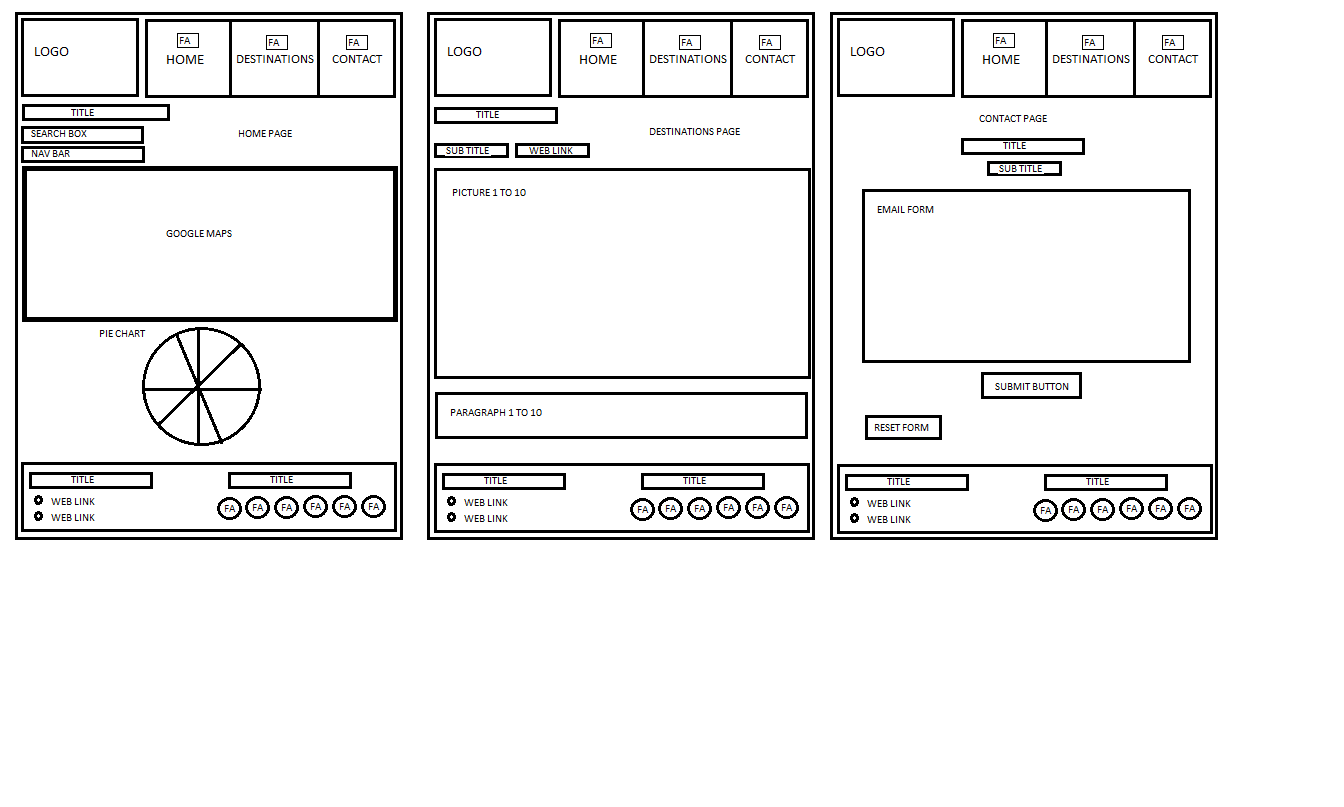 LOGO
FA
HOME
FA
DESTINATIONS
FA
CONTACT
TITLE
SEARCH BOX
HOME PAGE
NAV BAR
GOOGLE MAPS
PIE CHART
TITLE
TITLE
WEB LINK
WEB LINK
FA FA FA FA FA FA
LOGO
FA
HOME
FA
DESTINATIONS
FA
CONTACT
TITLE
DESTINATIONS PAGE
SUB TITLE
WEB LINK
PICTURE 1 TO 10
PARAGRAPH 1 TO 10
TITLE
TITLE
WEB LINK
WEB LINK
FA FA FA FA FA FA
LOGO
FA
HOME
FA
DESTINATIONS
FA
CONTACT
CONTACT PAGE
TITLE
SUB TITLE
EMAIL FORM
SUBMIT BUTTON
RESET FORM
TITLE
TITLE
WEB LINK
WEB LINK
FA FA FA FA FA FA